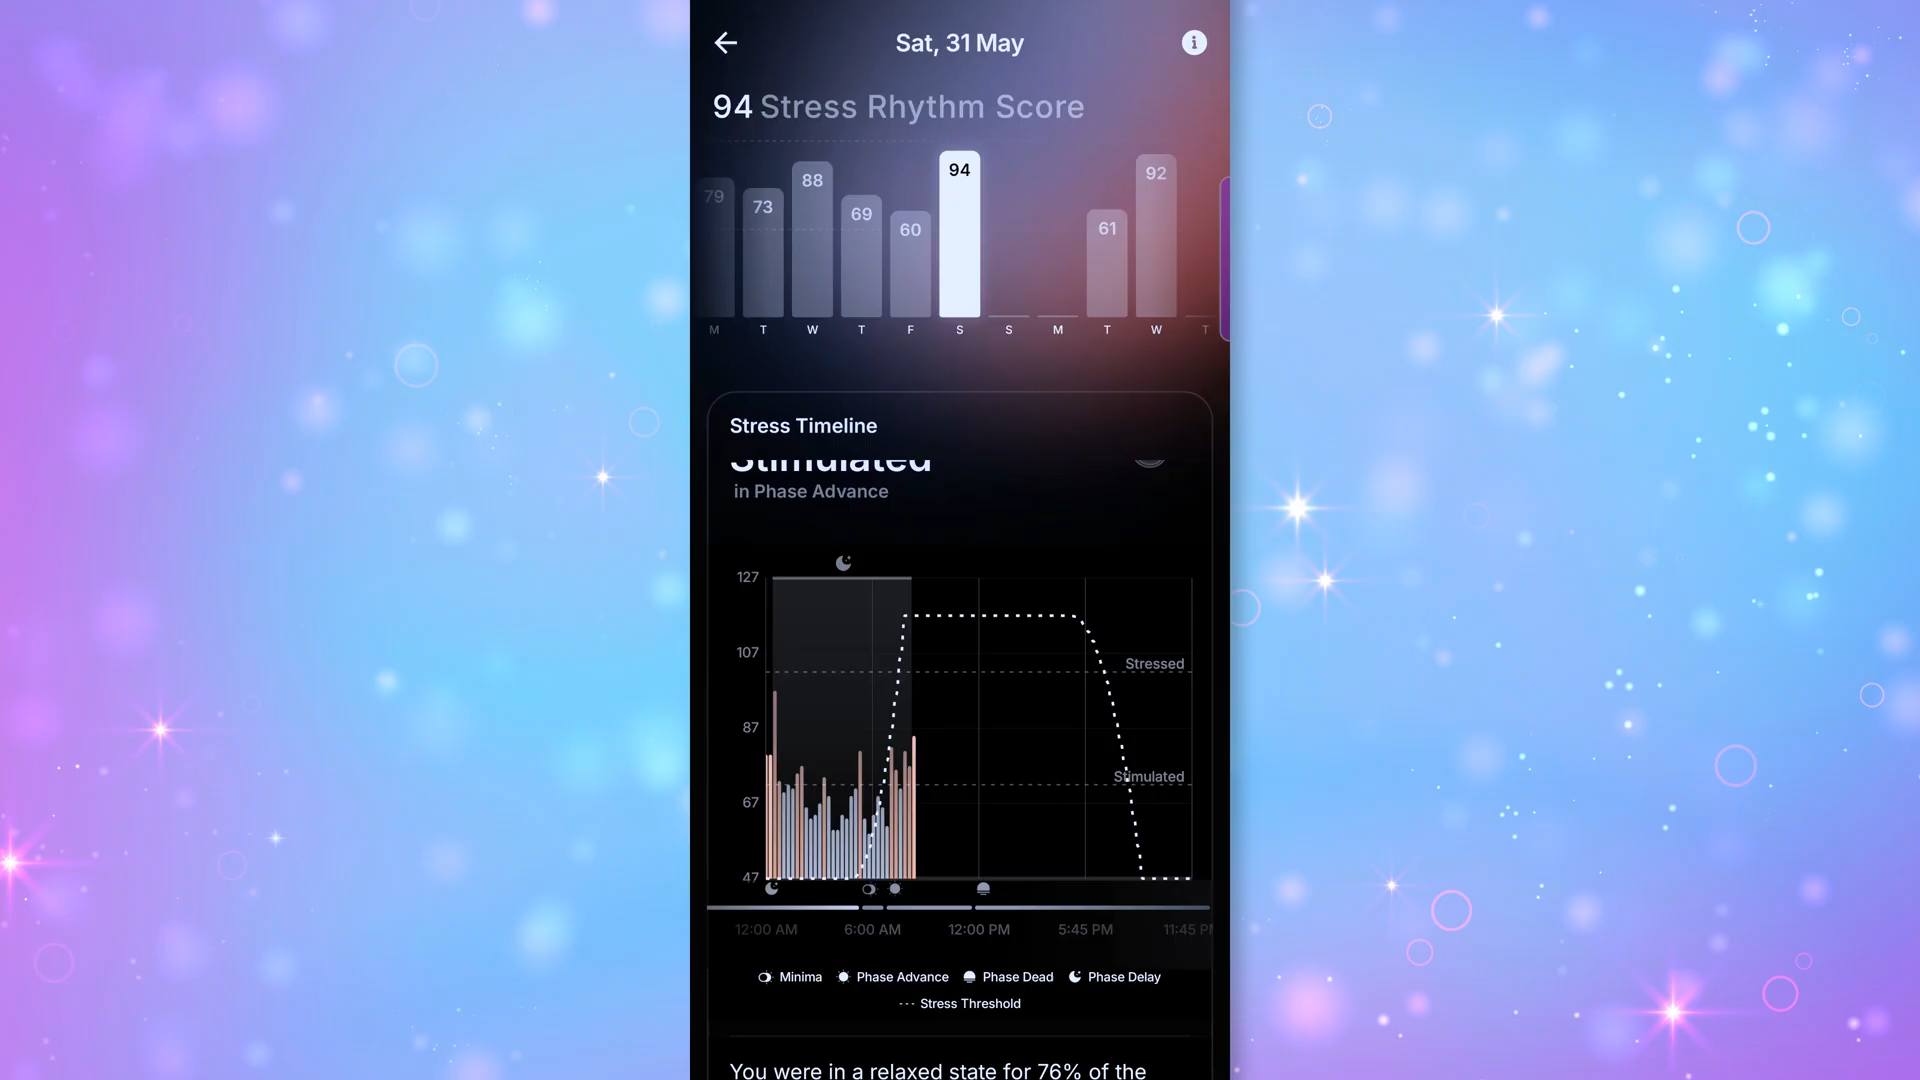 Sat, 31 May
94 Stress Rhythm Score
79 73 88 69 60 94 61 92
M T W T F S S M T W T
Stress Timeline
Stimulated
in Phase Advance
127
107
Stressed
87
Stimulated
67
47
12:00 AM 6:00 AM 12:00 PM 5:45 PM 11:45 P
Minima Phase Advance Phase Dead Phase Delay
Stress Threshold
You were in a relaxed state for 76% of the